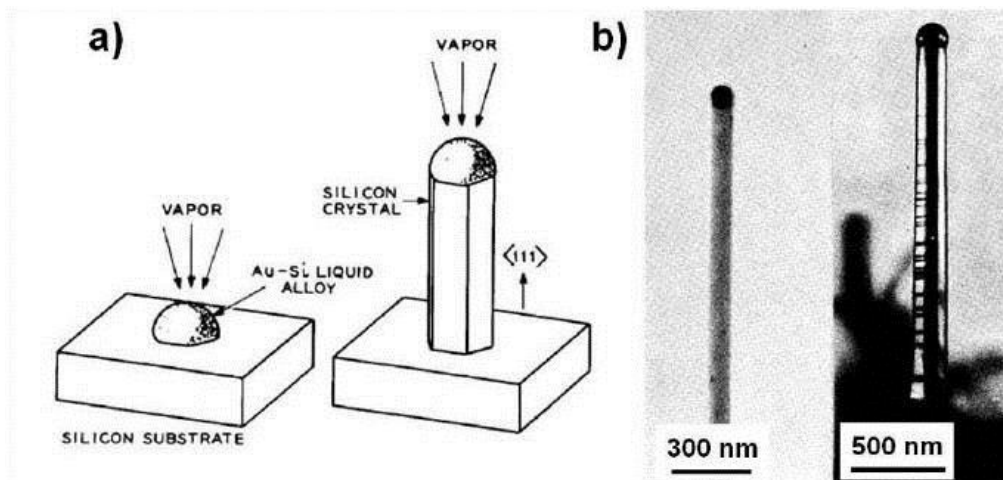 a)
VAPOR
Au-Si LIQUID
ALLOY
SILICON SUBSTRATE
VAPOR
SILICON
CRYSTAL
⟨111⟩
b)
300 nm
500 nm